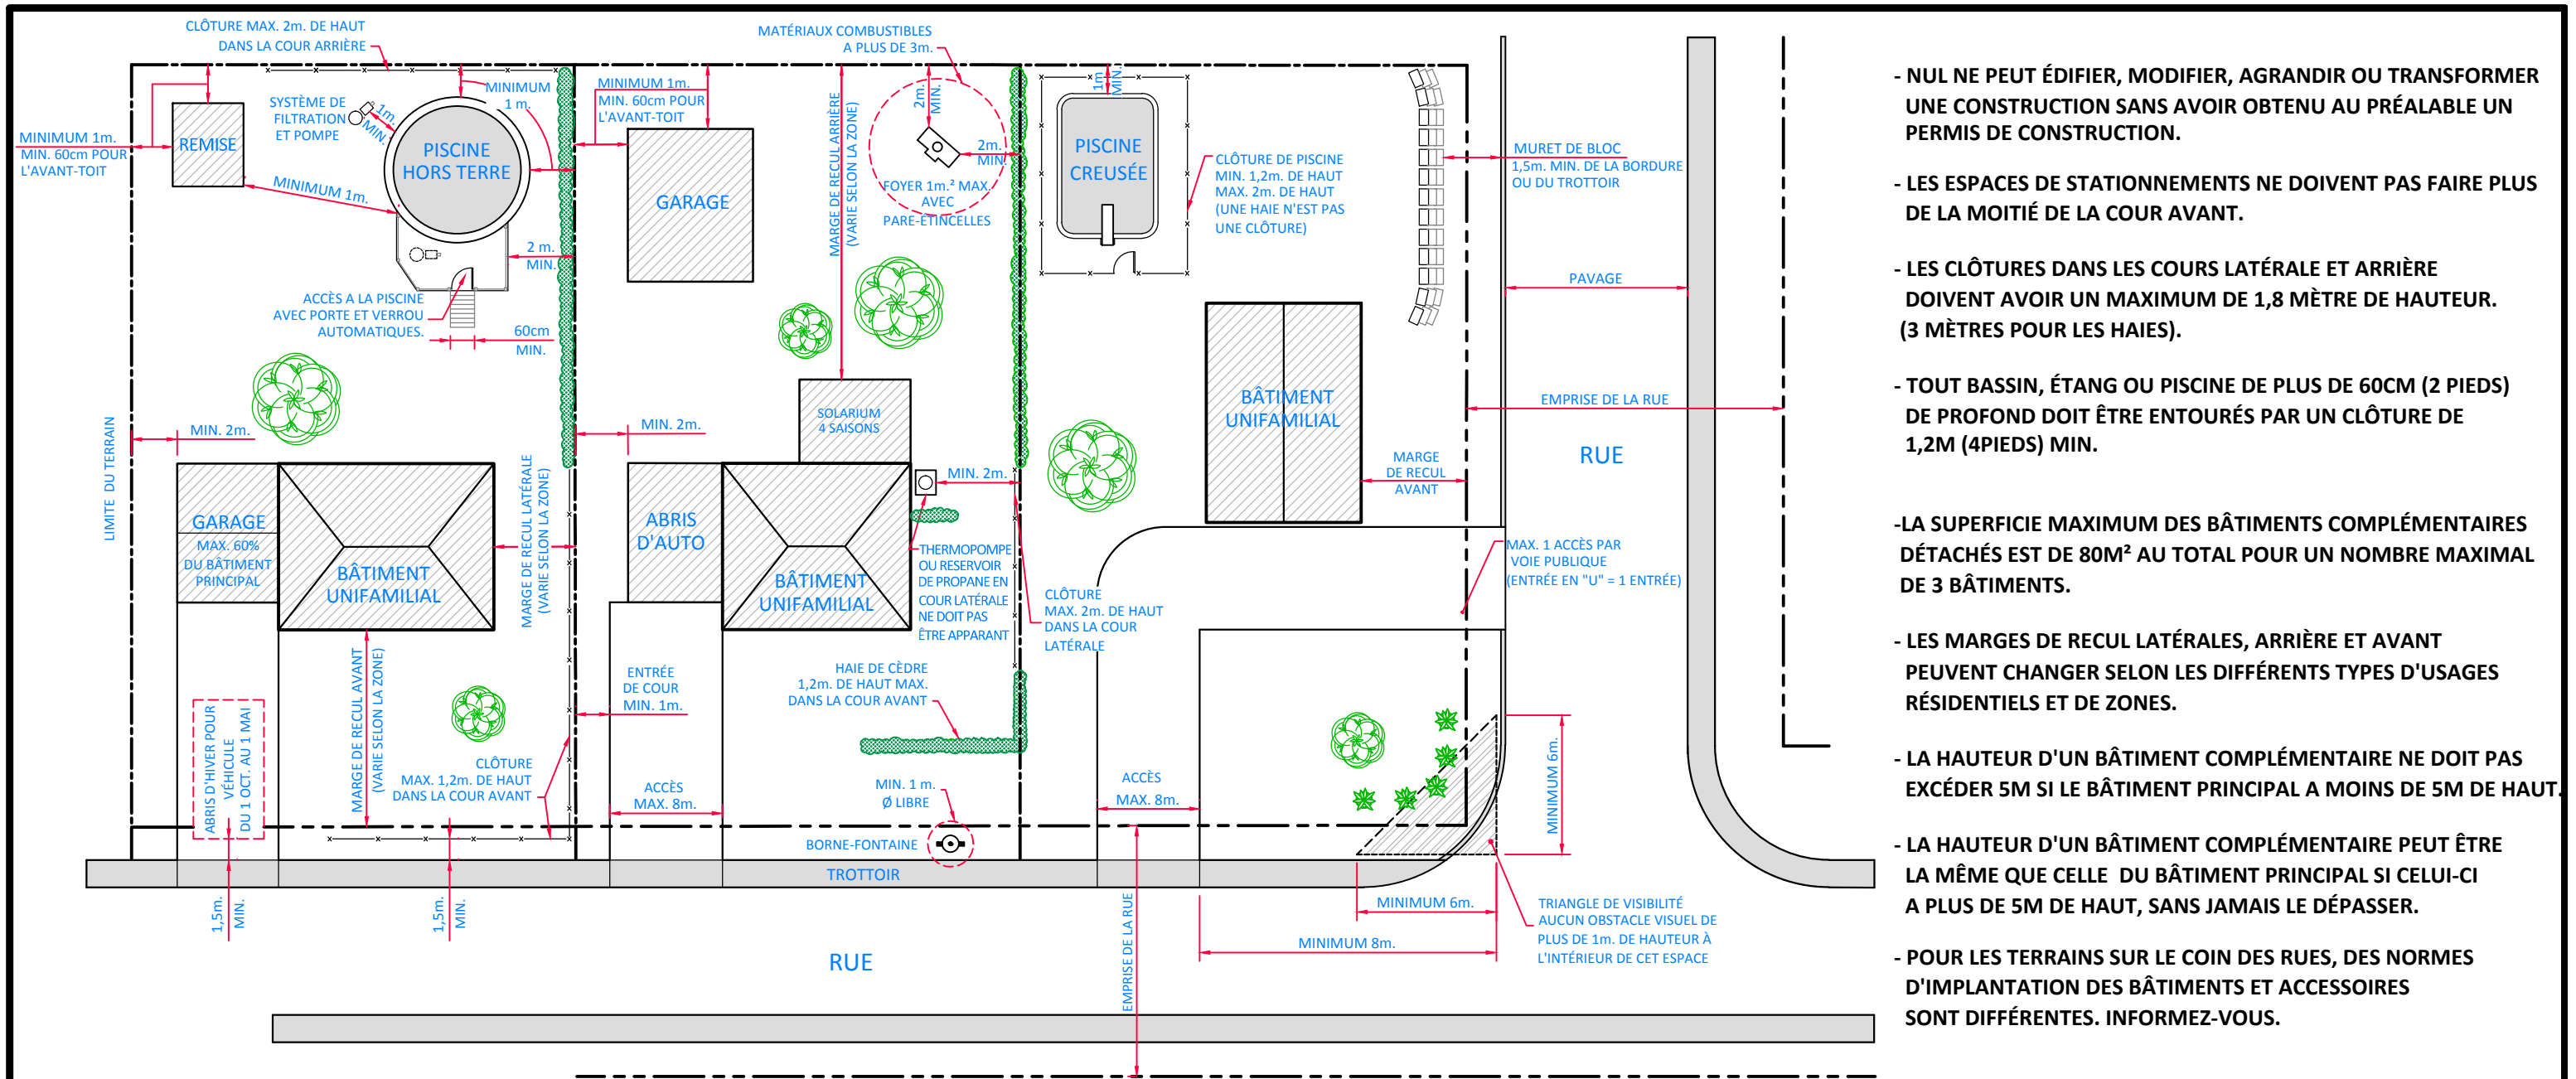 CLÔTURE MAX. 2m. DE HAUT
DANS LA COUR ARRIÈRE
MINIMUM 1m.
MIN. 60cm POUR
L'AVANT-TOIT
REMISE
SYSTÈME DE
FILTRATION
ET POMPE
1m.
MIN.
MINIMUM
1 m.
PISCINE
HORS TERRE
MINIMUM 1m.
2 m.
MIN.
ACCÈS A LA PISCINE
AVEC PORTE ET VERROU
AUTOMATIQUES.
60cm
MIN.
LIMITE DU TERRAIN
MIN. 2m.
GARAGE
MAX. 60%
DU BÂTIMENT
PRINCIPAL
BÂTIMENT
UNIFAMILIAL
MARGE DE RECUL LATÉRALE
(VARIE SELON LA ZONE)
MARGE DE RECUL AVANT
(VARIE SELON LA ZONE)
ABRIS D'HIVER POUR
VÉHICULE
DU 1 OCT. AU 1 MAI
CLÔTURE
MAX. 1,2m. DE HAUT
DANS LA COUR AVANT
1,5m.
MIN.
1,5m.
MIN.
MINIMUM 1m.
MIN. 60cm POUR
L'AVANT-TOIT
GARAGE
MATÉRIAUX COMBUSTIBLES
A PLUS DE 3m.
MARGE DE RECUL ARRIÈRE
(VARIE SELON LA ZONE)
2m.
MIN.
2m.
MIN.
FOYER 1m.² MAX.
AVEC
PARE-ÉTINCELLES
SOLARIUM
4 SAISONS
MIN. 2m.
MIN. 2m.
ABRIS
D'AUTO
BÂTIMENT
UNIFAMILIAL
THERMOPOMPE
OU RESERVOIR
DE PROPANE EN
COUR LATÉRALE
NE DOIT PAS
ÊTRE APPARANT
ENTRÉE
DE COUR
MIN. 1m.
HAIE DE CÈDRE
1,2m. DE HAUT MAX.
DANS LA COUR AVANT
ACCÈS
MAX. 8m.
MIN. 1 m.
Ø LIBRE
BORNE-FONTAINE
TROTTOIR
RUE
1m
MIN.
PISCINE
CREUSÉE
CLÔTURE DE PISCINE
MIN. 1,2m. DE HAUT
MAX. 2m. DE HAUT
(UNE HAIE N'EST PAS
UNE CLÔTURE)
MURET DE BLOC
1,5m. MIN. DE LA BORDURE
OU DU TROTTOIR
PAVAGE
EMPRISE DE LA RUE
RUE
BÂTIMENT
UNIFAMILIAL
MARGE
DE RECUL
AVANT
MAX. 1 ACCÈS PAR
VOIE PUBLIQUE
(ENTRÉE EN "U" = 1 ENTRÉE)
CLÔTURE
MAX. 2m. DE HAUT
DANS LA COUR
LATÉRALE
ACCÈS
MAX. 8m.
MINIMUM 6m.
MINIMUM 6m.
MINIMUM 8m.
TRIANGLE DE VISIBILITÉ
AUCUN OBSTACLE VISUEL DE
PLUS DE 1m. DE HAUTEUR À
L'INTÉRIEUR DE CET ESPACE
EMPRISE DE LA RUE
- NUL NE PEUT ÉDIFIER, MODIFIER, AGRANDIR OU TRANSFORMER
UNE CONSTRUCTION SANS AVOIR OBTENU AU PRÉALABLE UN
PERMIS DE CONSTRUCTION.
- LES ESPACES DE STATIONNEMENTS NE DOIVENT PAS FAIRE PLUS
DE LA MOITIÉ DE LA COUR AVANT.
- LES CLÔTURES DANS LES COURS LATÉRALE ET ARRIÈRE
DOIVENT AVOIR UN MAXIMUM DE 1,8 MÈTRE DE HAUTEUR.
(3 MÈTRES POUR LES HAIES).
- TOUT BASSIN, ÉTANG OU PISCINE DE PLUS DE 60CM (2 PIEDS)
DE PROFOND DOIT ÊTRE ENTOURÉS PAR UN CLÔTURE DE
1,2M (4PIEDS) MIN.
-LA SUPERFICIE MAXIMUM DES BÂTIMENTS COMPLÉMENTAIRES
DÉTACHÉS EST DE 80M² AU TOTAL POUR UN NOMBRE MAXIMAL
DE 3 BÂTIMENTS.
- LES MARGES DE RECUL LATÉRALES, ARRIÈRE ET AVANT
PEUVENT CHANGER SELON LES DIFFÉRENTS TYPES D'USAGES
RÉSIDENTIELS ET DE ZONES.
- LA HAUTEUR D'UN BÂTIMENT COMPLÉMENTAIRE NE DOIT PAS
EXCÉDER 5M SI LE BÂTIMENT PRINCIPAL A MOINS DE 5M DE HAUT.
- LA HAUTEUR D'UN BÂTIMENT COMPLÉMENTAIRE PEUT ÊTRE
LA MÊME QUE CELLE DU BÂTIMENT PRINCIPAL SI CELUI-CI
A PLUS DE 5M DE HAUT, SANS JAMAIS LE DÉPASSER.
- POUR LES TERRAINS SUR LE COIN DES RUES, DES NORMES
D'IMPLANTATION DES BÂTIMENTS ET ACCESSOIRES
SONT DIFFÉRENTES. INFORMEZ-VOUS.